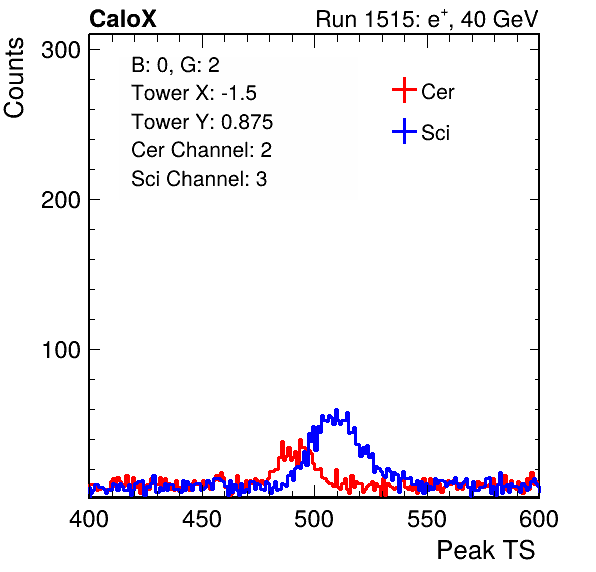 CaloX Run 1515: e+, 40 GeV
Counts
300
200
100
B: 0, G: 2
Tower X: -1.5
Tower Y: 0.875
Cer Channel: 2
Sci Channel: 3
Cer
Sci
400 450 500 550 600
Peak TS